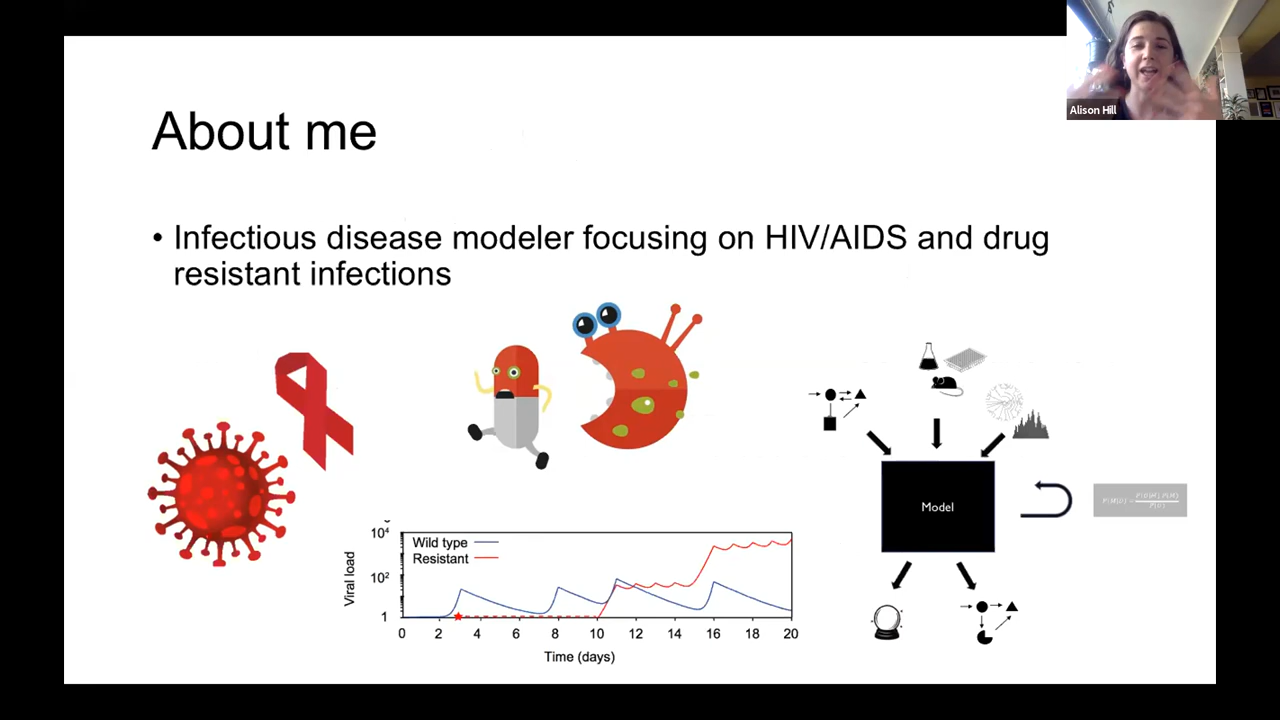 Alison Hill
About me
• Infectious disease modeler focusing on HIV/AIDS and drug
resistant infections
Model
10⁴
10²
1
Viral load
Wild type
Resistant
0 2 4 6 8 10 12 14 16 18 20
Time (days)